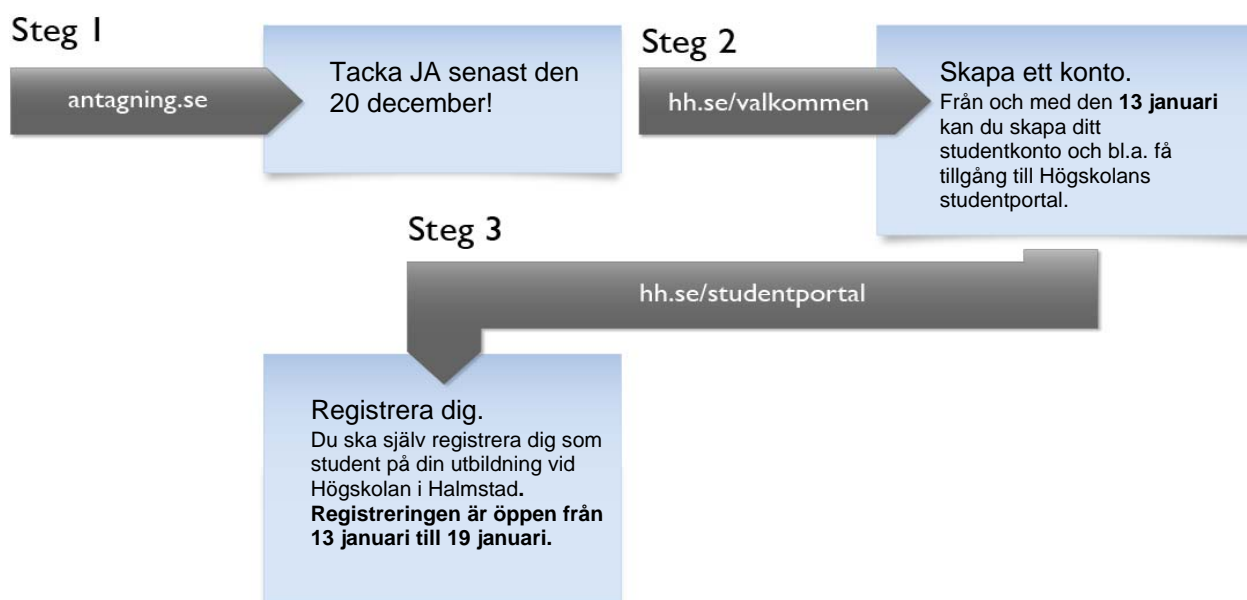 Steg 1
antagning.se
Tacka JA senast den
20 december!
Steg 2
hh.se/valkommen
Skapa ett konto.
Från och med den 13 januari
kan du skapa ditt
studentkonto och bl.a. få
tillgång till Högskolans
studentportal.
Steg 3
hh.se/studentportal
Registrera dig.
Du ska själv registrera dig som
student på din utbildning vid
Högskolan i Halmstad.
Registreringen är öppen från
13 januari till 19 januari.